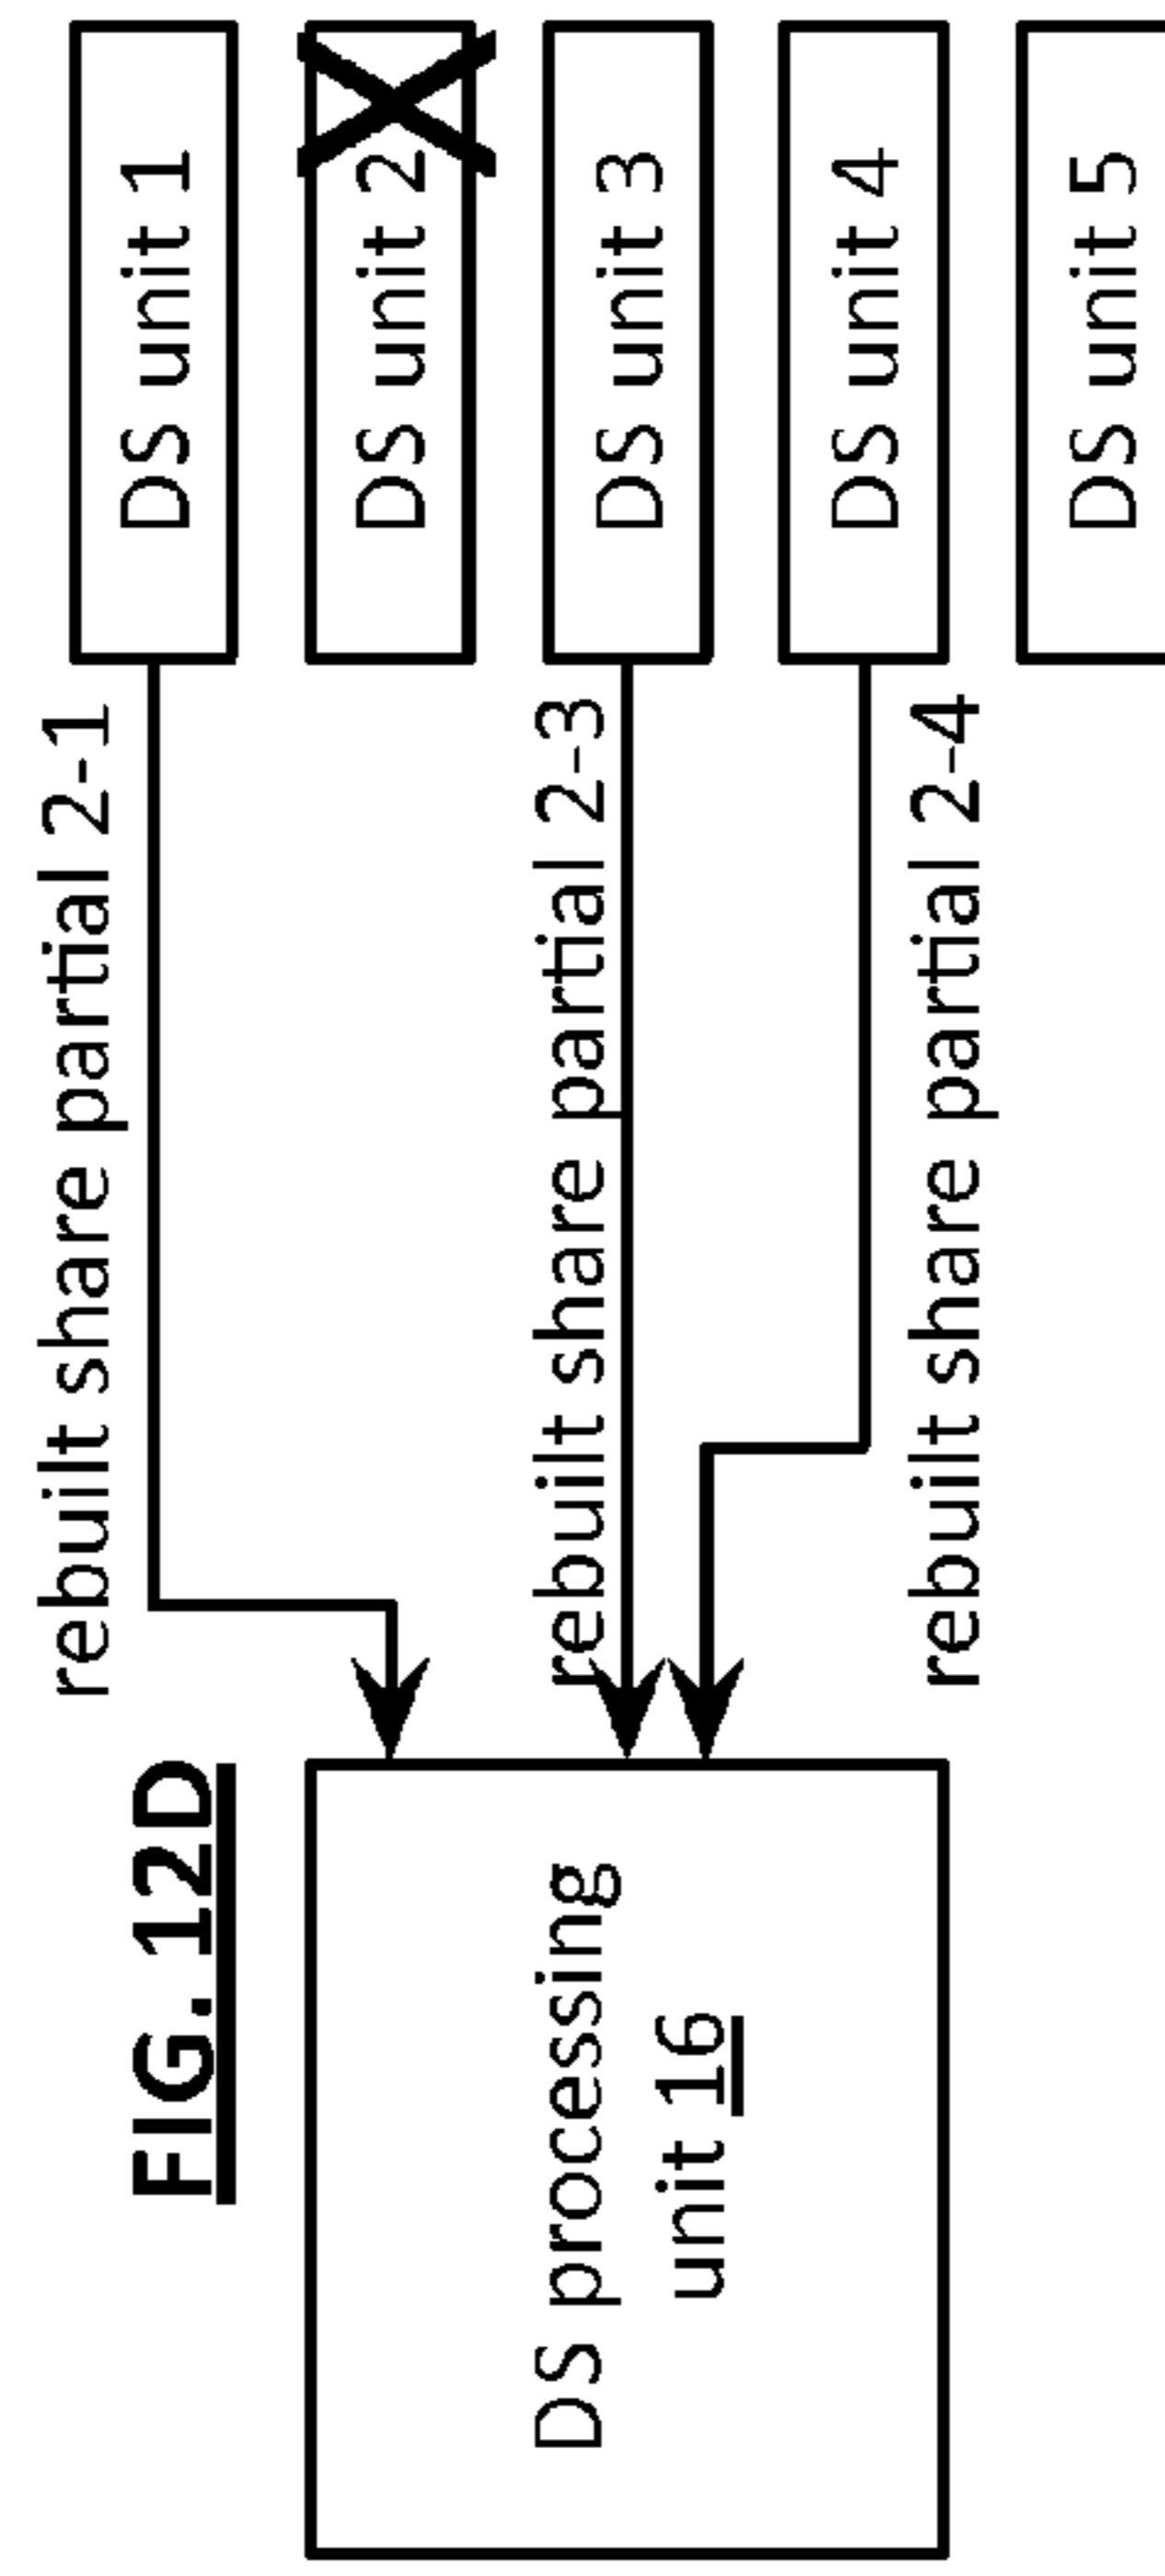 FIG. 12D
rebuilt share partial 2-1
DS unit 1
DS unit 2
DS processing
unit 16
rebuilt share partial 2-3
DS unit 3
DS unit 4
rebuilt share partial 2-4
DS unit 5